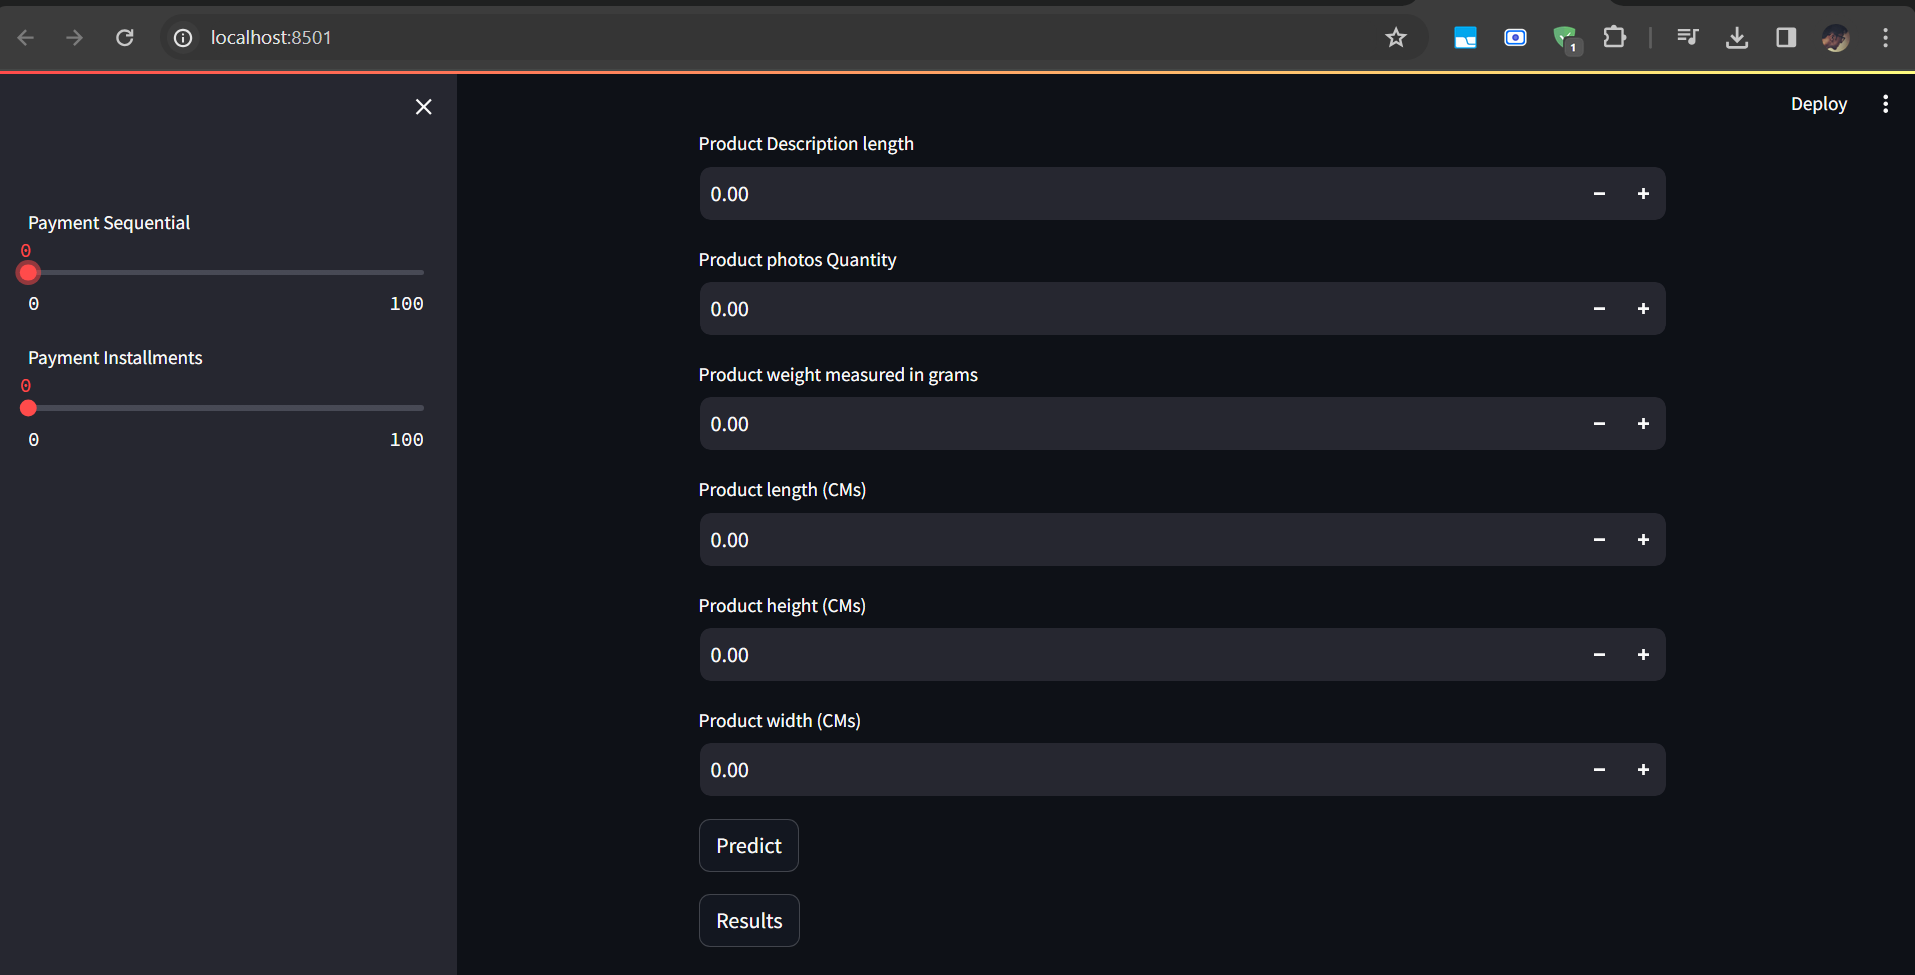 localhost:8501
1
Deploy
Payment Sequential
0
0 100
Payment Installments
0
0 100
Product Description length
0.00
Product photos Quantity
0.00
Product weight measured in grams
0.00
Product length (CMs)
0.00
Product height (CMs)
0.00
Product width (CMs)
0.00
Predict
Results